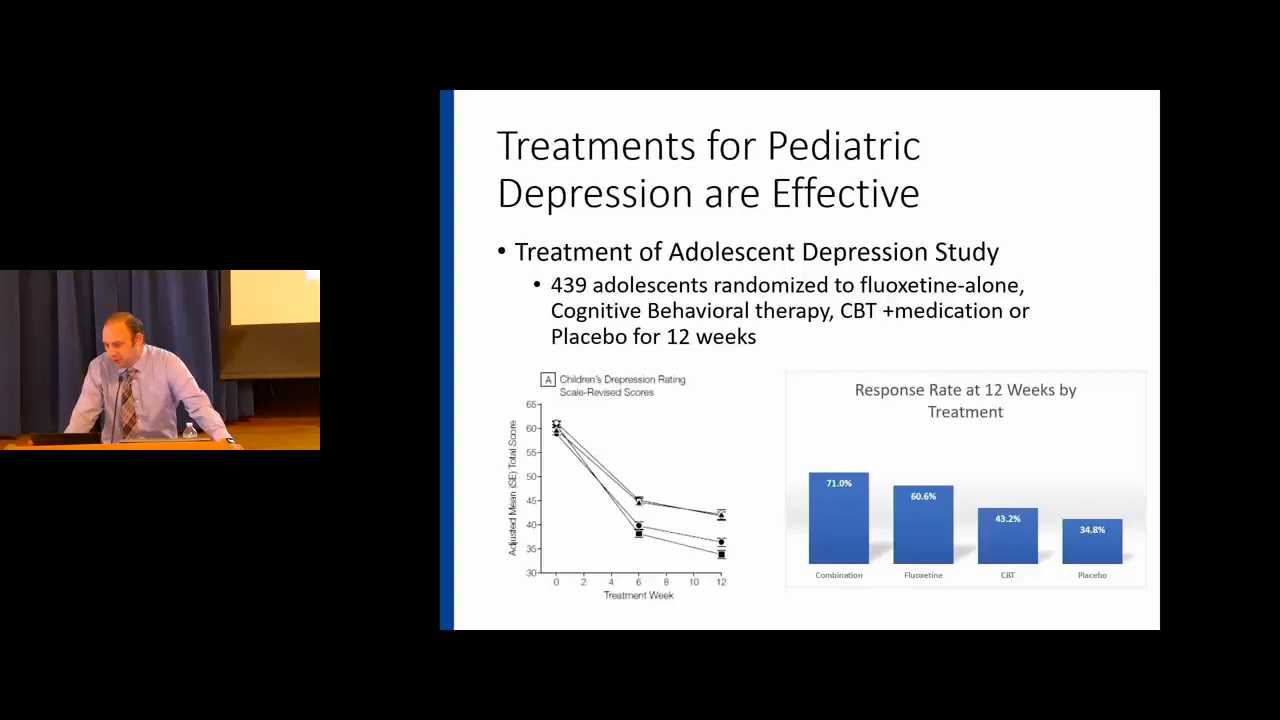 Treatments for Pediatric
Depression are Effective
• Treatment of Adolescent Depression Study
• 439 adolescents randomized to fluoxetine-alone,
Cognitive Behavioral therapy, CBT +medication or
Placebo for 12 weeks
A Children's Drepression Rating
Scale-Revised Scores
Adjusted Mean (SE) Total Score
65
60
55
50
45
40
35
30
0 2 4 6 8 10 12
Treatment Week
Response Rate at 12 Weeks by
Treatment
71.0% 60.6% 43.2% 34.8%
Combination Fluoxetine CBT Placebo